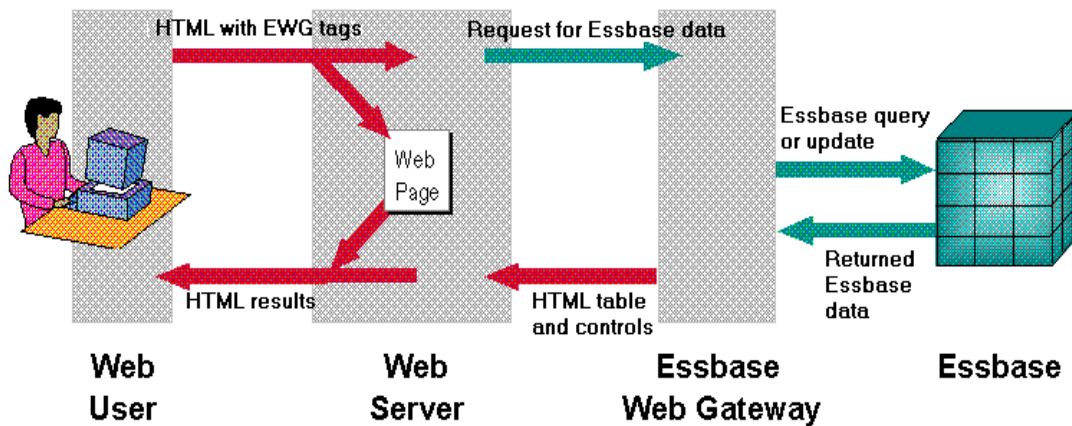 HTML with EWG tags
Request for Essbase data
Essbase query
or update
Web
Page
Returned
Essbase
data
HTML results
HTML table
and controls
Web
User
Web
Server
Essbase
Web Gateway
Essbase